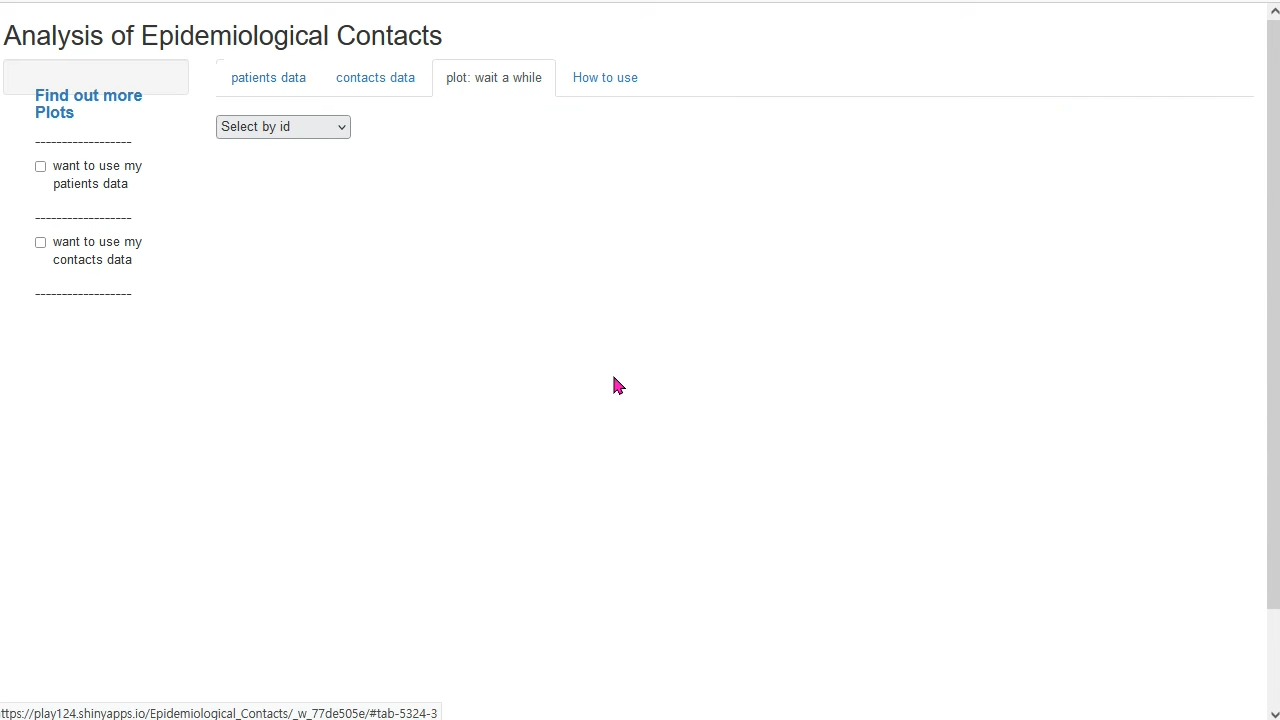 Analysis of Epidemiological Contacts
patients data
contacts data
plot: wait a while
How to use
Find out more
Plots
------------------
want to use my
patients data
------------------
want to use my
contacts data
------------------
Select by id
ttps://play124.shinyapps.io/Epidemiological_Contacts/_w_77de505e/#tab-5324-3